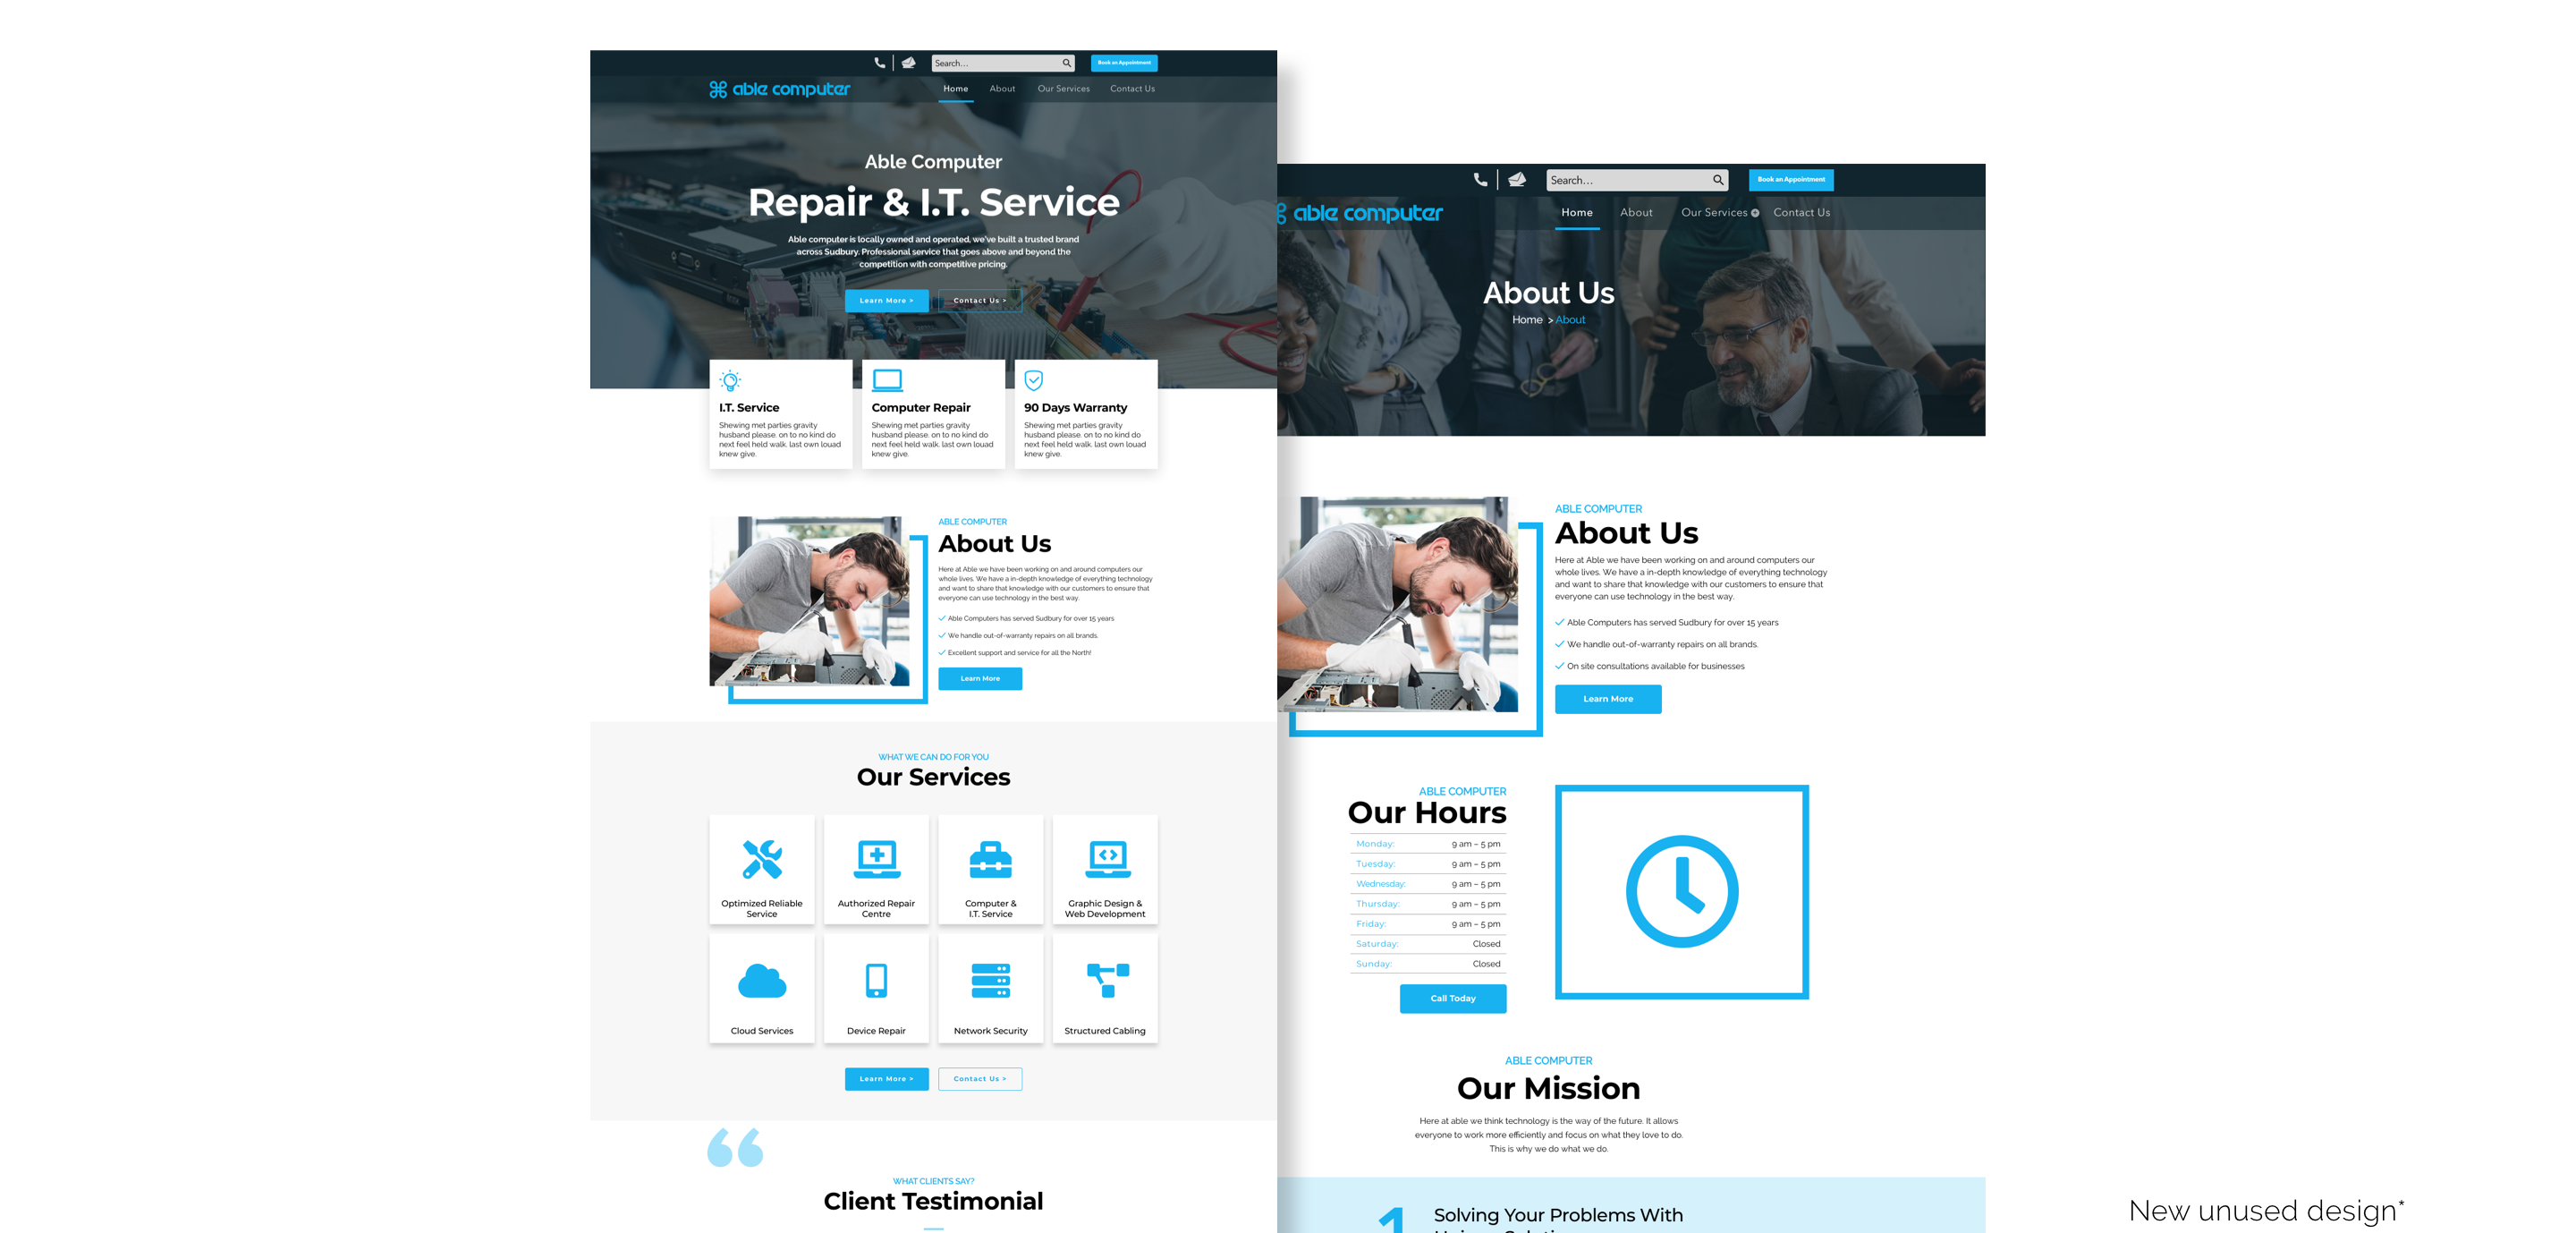 Search...
Book an Appointment
able computer
Home
About
Our Services
Contact Us
Able Computer
Repair & I.T. Service
Able computer is locally owned and operated, we've built a trusted brand
across Sudbury. Professional service that goes above and beyond the
competition with competitive pricing.
Learn More >
Contact Us >
I.T. Service
Shewing met parties gravity
husband please. on to no kind do
next feel held walk. last own louad
knew give.
Computer Repair
Shewing met parties gravity
husband please. on to no kind do
next feel held walk. last own louad
knew give.
90 Days Warranty
Shewing met parties gravity
husband please. on to no kind do
next feel held walk. last own louad
knew give.
ABLE COMPUTER
About Us
Here at Able we have been working on and around computers our
whole lives. We have a in-depth knowledge of everything technology
and want to share that knowledge with our customers to ensure that
everyone can use technology in the best way.
Able Computers has served Sudbury for over 15 years
We handle out-of-warranty repairs on all brands.
Excellent support and service for all the North!
Learn More
WHAT WE CAN DO FOR YOU
Our Services
Optimized Reliable
Service
Authorized Repair
Centre
Computer &
I.T. Service
Graphic Design &
Web Development
Cloud Services
Device Repair
Network Security
Structured Cabling
Learn More >
Contact Us >
WHAT CLIENTS SAY?
Client Testimonial
Search...
Book an Appointment
able computer
Home
About
Our Services
Contact Us
About Us
Home > About
ABLE COMPUTER
About Us
Here at Able we have been working on and around computers our
whole lives. We have a in-depth knowledge of everything technology
and want to share that knowledge with our customers to ensure that
everyone can use technology in the best way.
Able Computers has served Sudbury for over 15 years
We handle out-of-warranty repairs on all brands.
On site consultations available for businesses
Learn More
ABLE COMPUTER
Our Hours
Monday: 9 am – 5 pm
Tuesday: 9 am – 5 pm
Wednesday: 9 am – 5 pm
Thursday: 9 am – 5 pm
Friday: 9 am – 5 pm
Saturday: Closed
Sunday: Closed
Call Today
ABLE COMPUTER
Our Mission
Here at able we think technology is the way of the future. It allows
everyone to work more efficiently and focus on what they love to do.
This is why we do what we do.
1
Solving Your Problems With
New unused design*